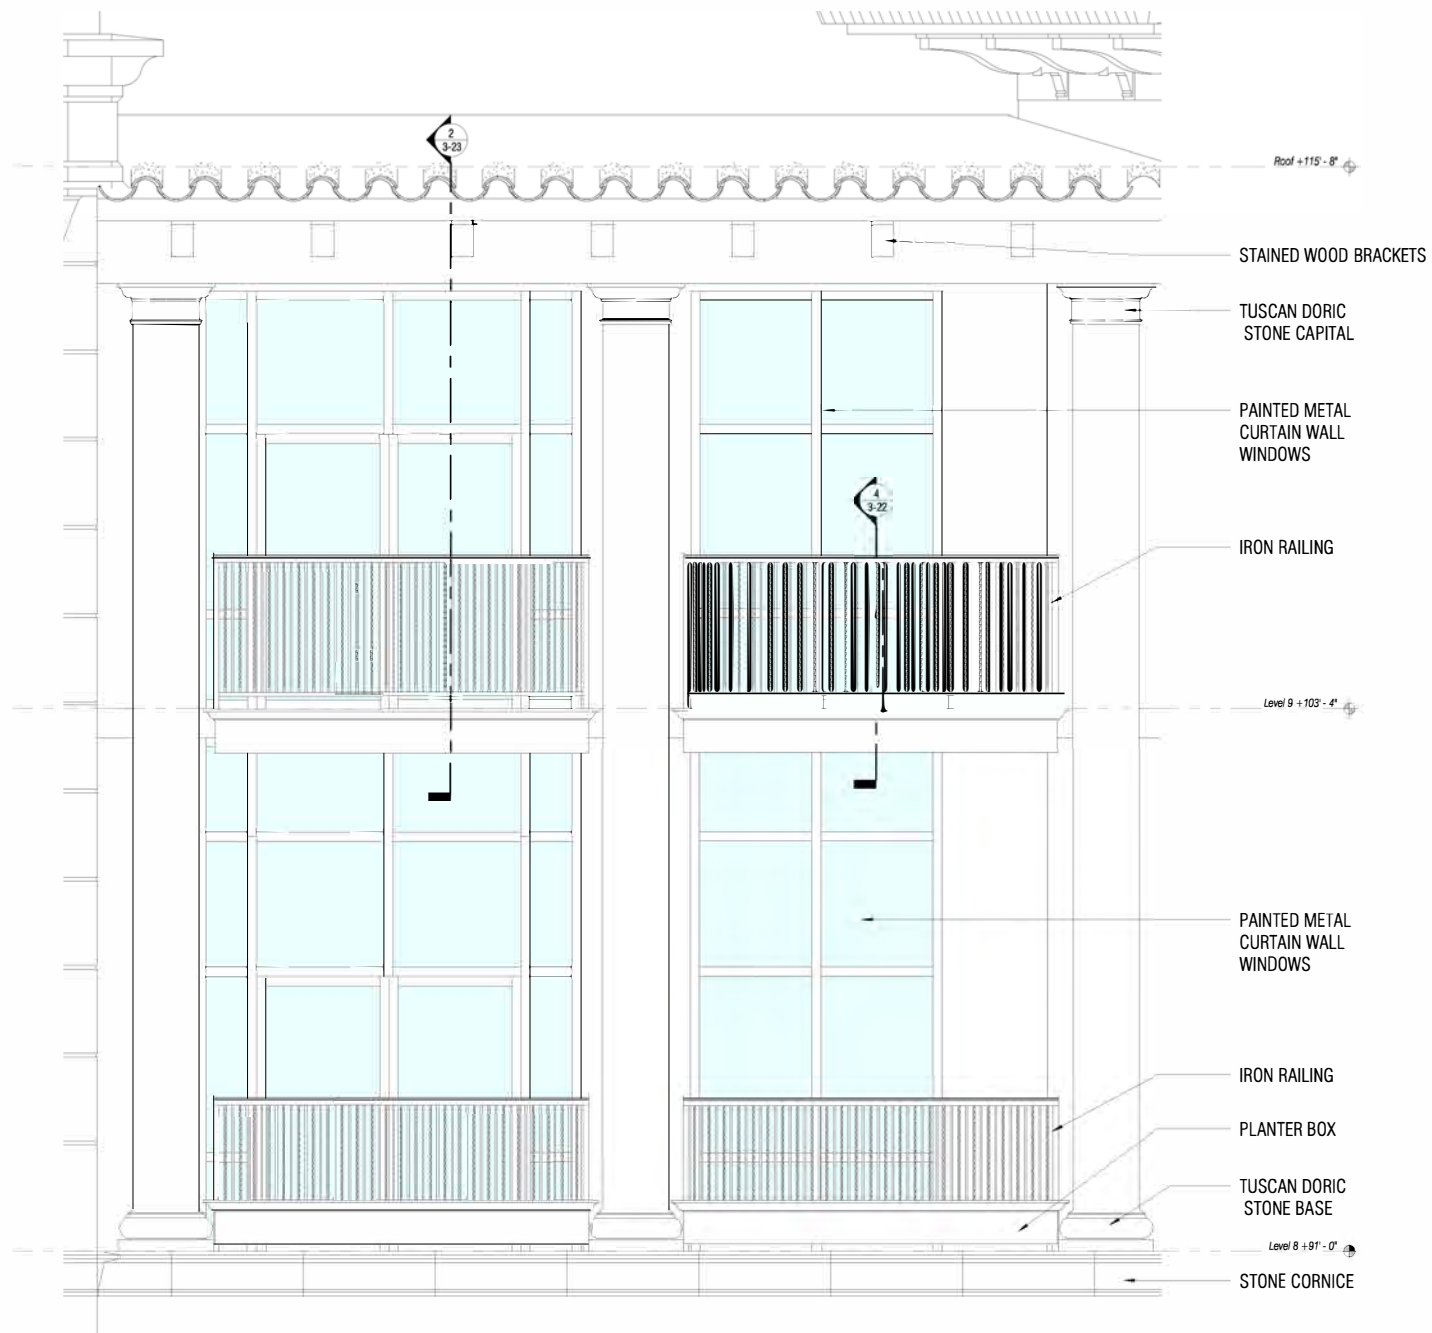 2
3-23
Roof +115' - 8"
STAINED WOOD BRACKETS
TUSCAN DORIC
STONE CAPITAL
PAINTED METAL
CURTAIN WALL
WINDOWS
4
3-22
IRON RAILING
Level 9 +103' - 4"
PAINTED METAL
CURTAIN WALL
WINDOWS
IRON RAILING
PLANTER BOX
TUSCAN DORIC
STONE BASE
Level 8 +91' - 0"
STONE CORNICE